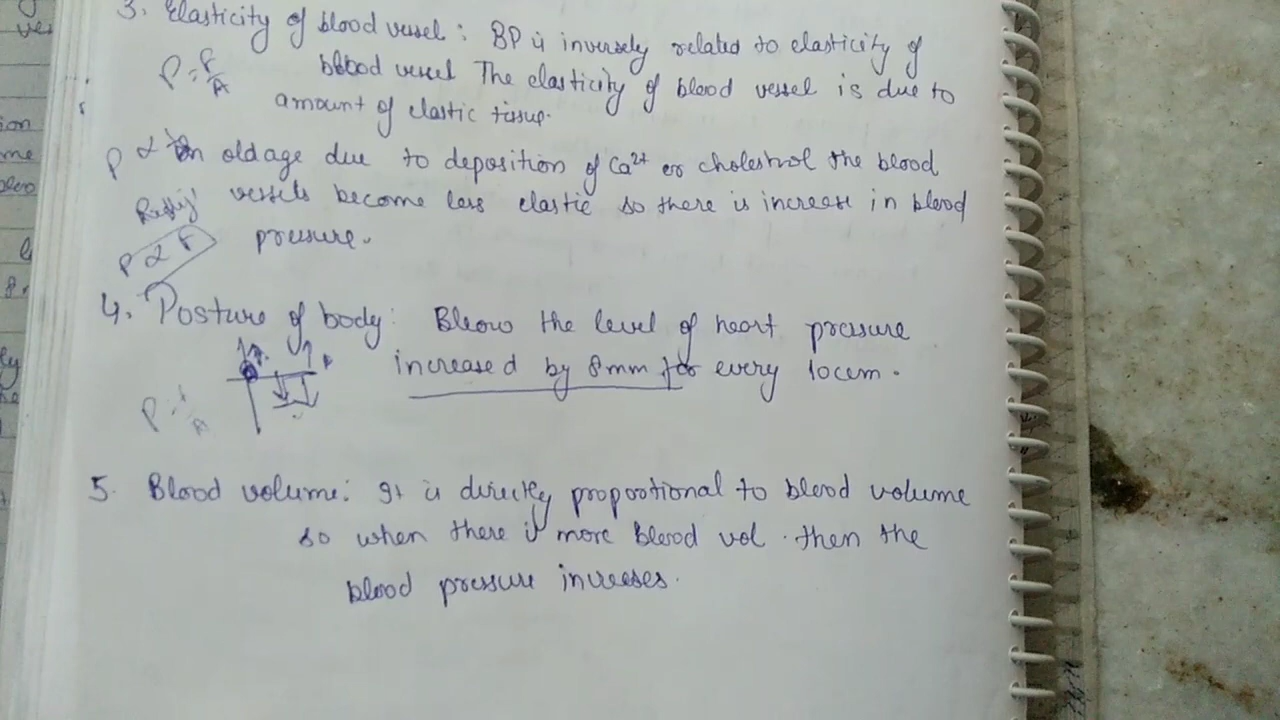 3. Elasticity of blood vessel : BP is inversely related to elasticity of
P = F/A
blood vessel The elasticity of blood vessel is due to
amount of elastic tissue.
P α In old age due to deposition of Ca2+ or cholestrol the blood
vessels become less elastic so there is increase in blood
pressure.
P α F
4. Posture of body : Bleow the level of heart pressure
increased by 8mm for every 10cm.
P
A
5. Blood volume : It is directly proportional to blood volume
so when there is more blood vol. then the
blood pressure increeses.